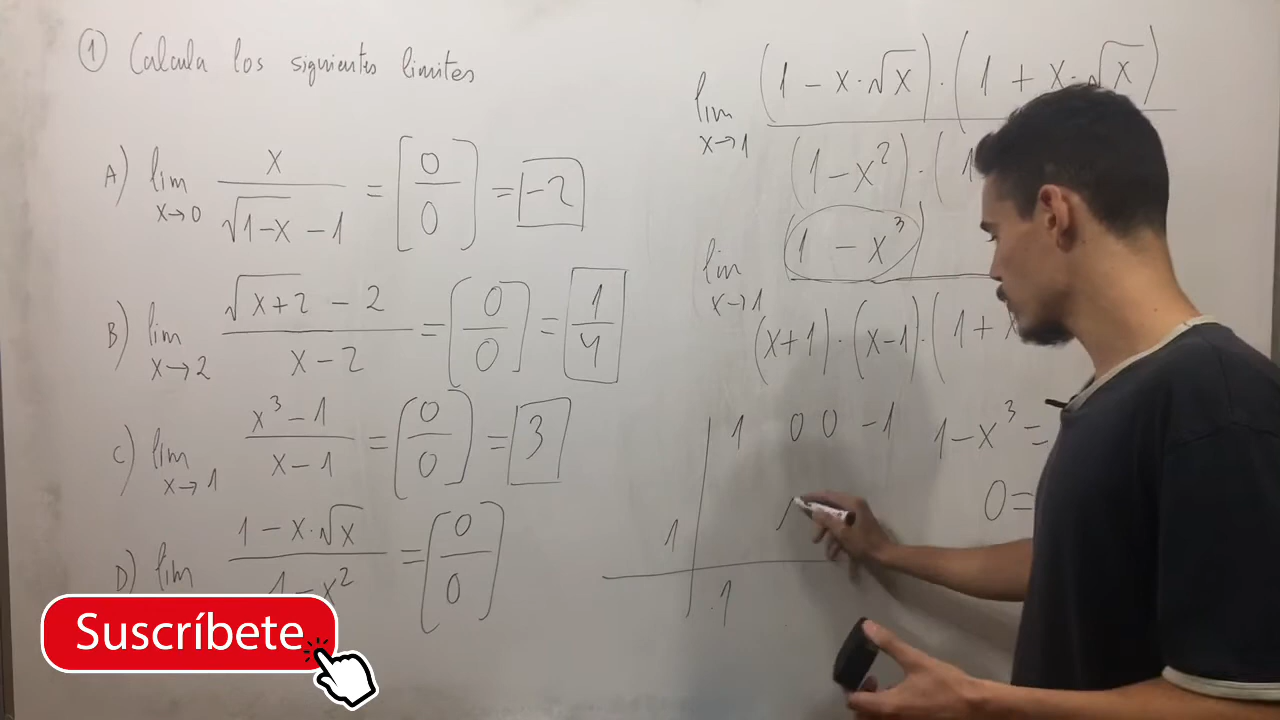 ① Calcula los siguientes limites
A) lim x→0 x / (√(1-x) - 1) = [0/0] = -2
B) lim x→2 (√(x+2) - 2) / (x-2) = [0/0] = 1/4
C) lim x→1 (x³-1) / (x-1) = [0/0] = 3
D) lim (1-x·√x) / (1-x²) = [0/0]
Suscríbete
lim x→1 (1-x·√x)·(1+x·√x)
(1-x²)·(1
lim x→1 1-x³
(x+1)·(x-1)·(1+x
1 0 0 -1
1
1
1-x³=
0=